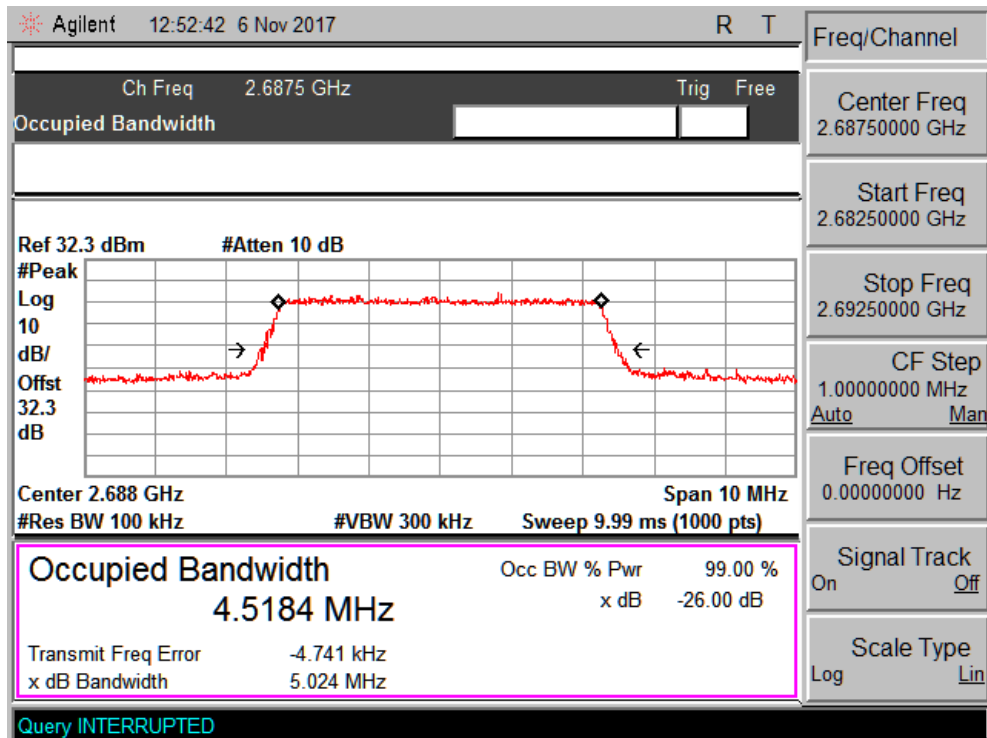 Agilent 12:52:42 6 Nov 2017 R T
Ch Freq 2.6875 GHz Trig Free
Occupied Bandwidth
Ref 32.3 dBm #Atten 10 dB
#Peak
Log
10
dB/
Offst
32.3
dB
Center 2.688 GHz Span 10 MHz
#Res BW 100 kHz #VBW 300 kHz Sweep 9.99 ms (1000 pts)
Occupied Bandwidth Occ BW % Pwr 99.00 %
4.5184 MHz x dB -26.00 dB
Transmit Freq Error -4.741 kHz
x dB Bandwidth 5.024 MHz
Query INTERRUPTED
Freq/Channel
Center Freq
2.68750000 GHz
Start Freq
2.68250000 GHz
Stop Freq
2.69250000 GHz
CF Step
1.00000000 MHz
Auto Man
Freq Offset
0.00000000 Hz
Signal Track
On Off
Scale Type
Log Lin